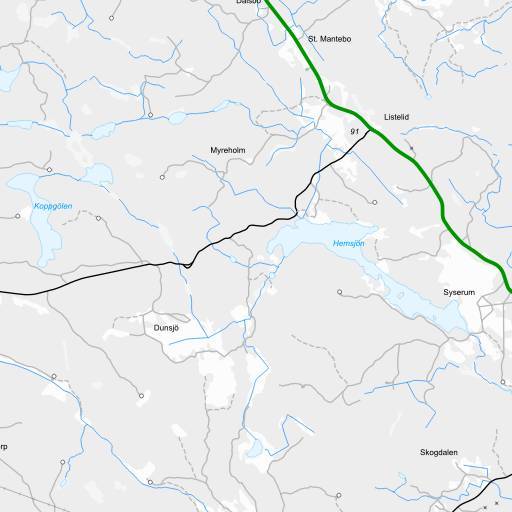 Dalsbo
St. Mantebo
Listelid
91
Myreholm
Koppgölen
Hemsjön
Syserum
Dunsjö
rp
Skogdalen